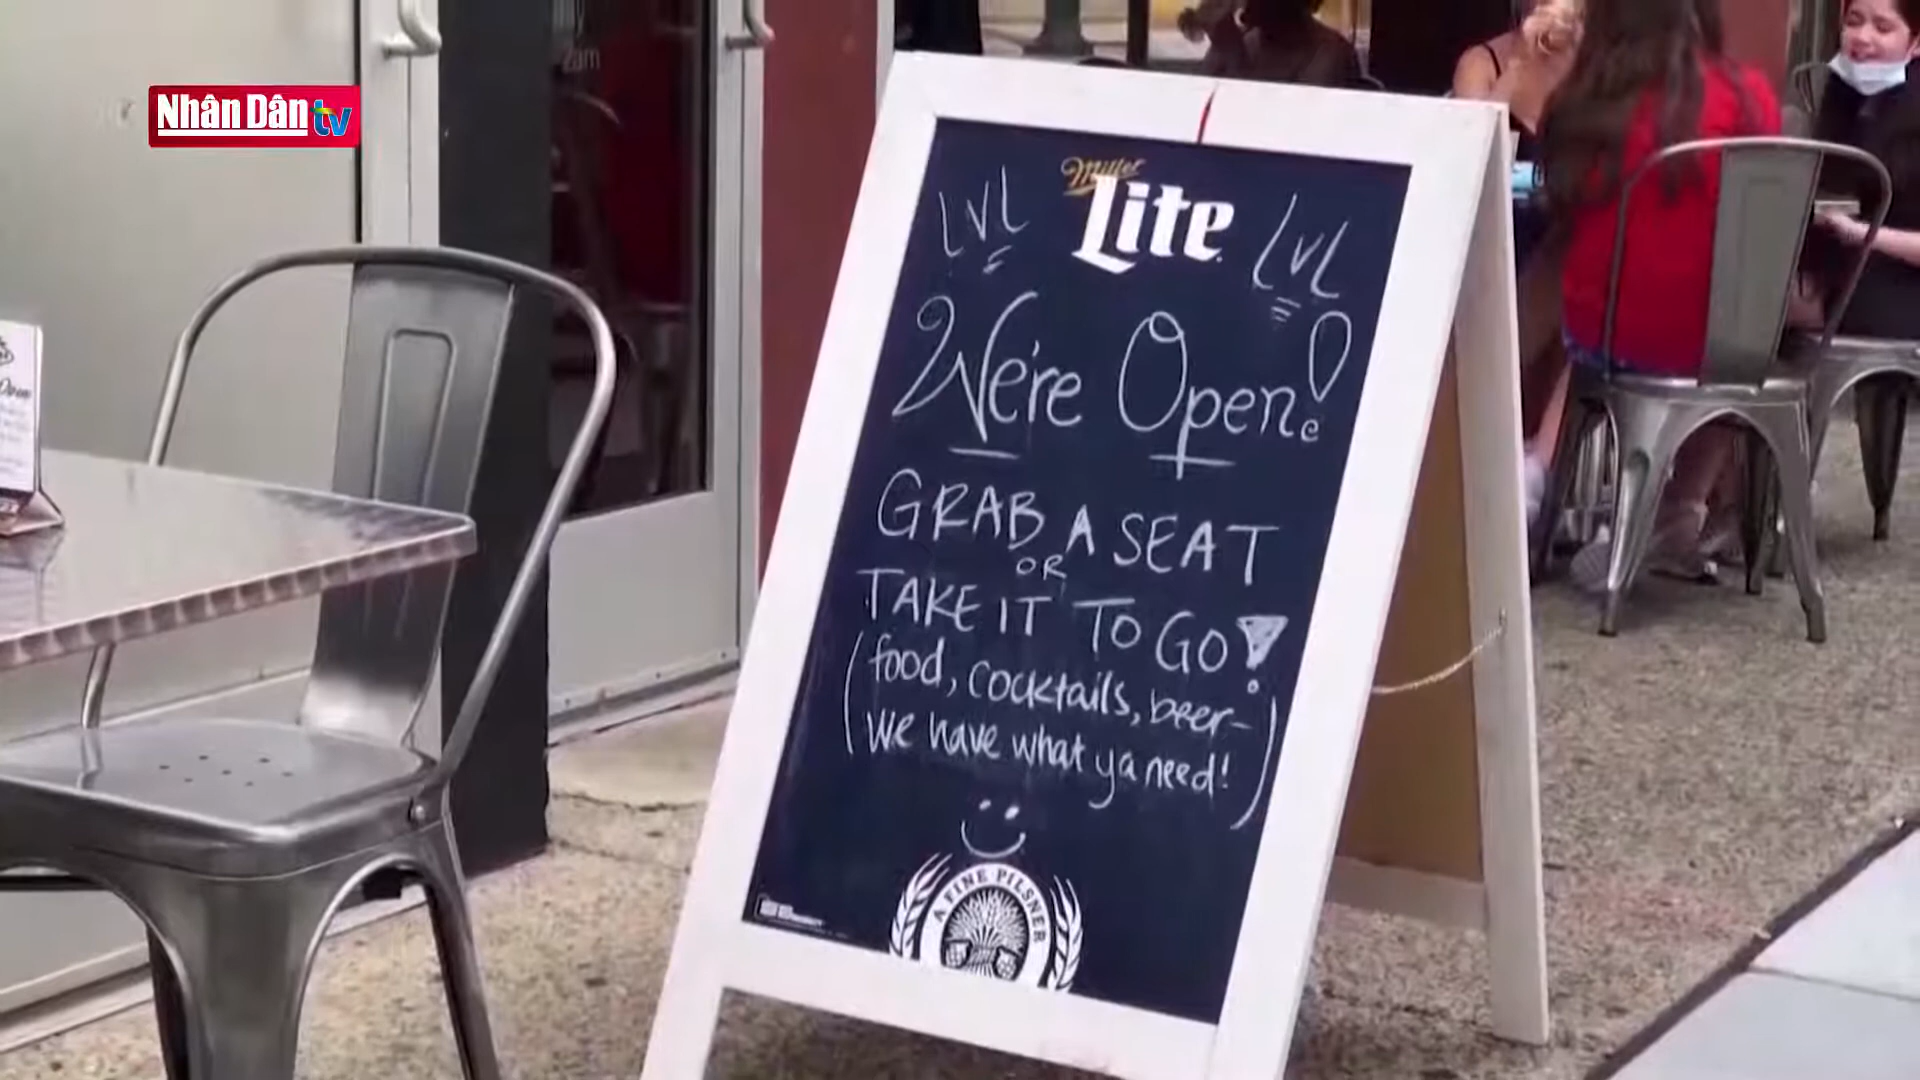 Nhân Dân tv
Miller
Lite
LVL
LVL
We're Open!
GRAB A SEAT
OR
TAKE IT TO GO!
(food, cocktails, beer-
We have what ya need!)
A FINE PILSNER